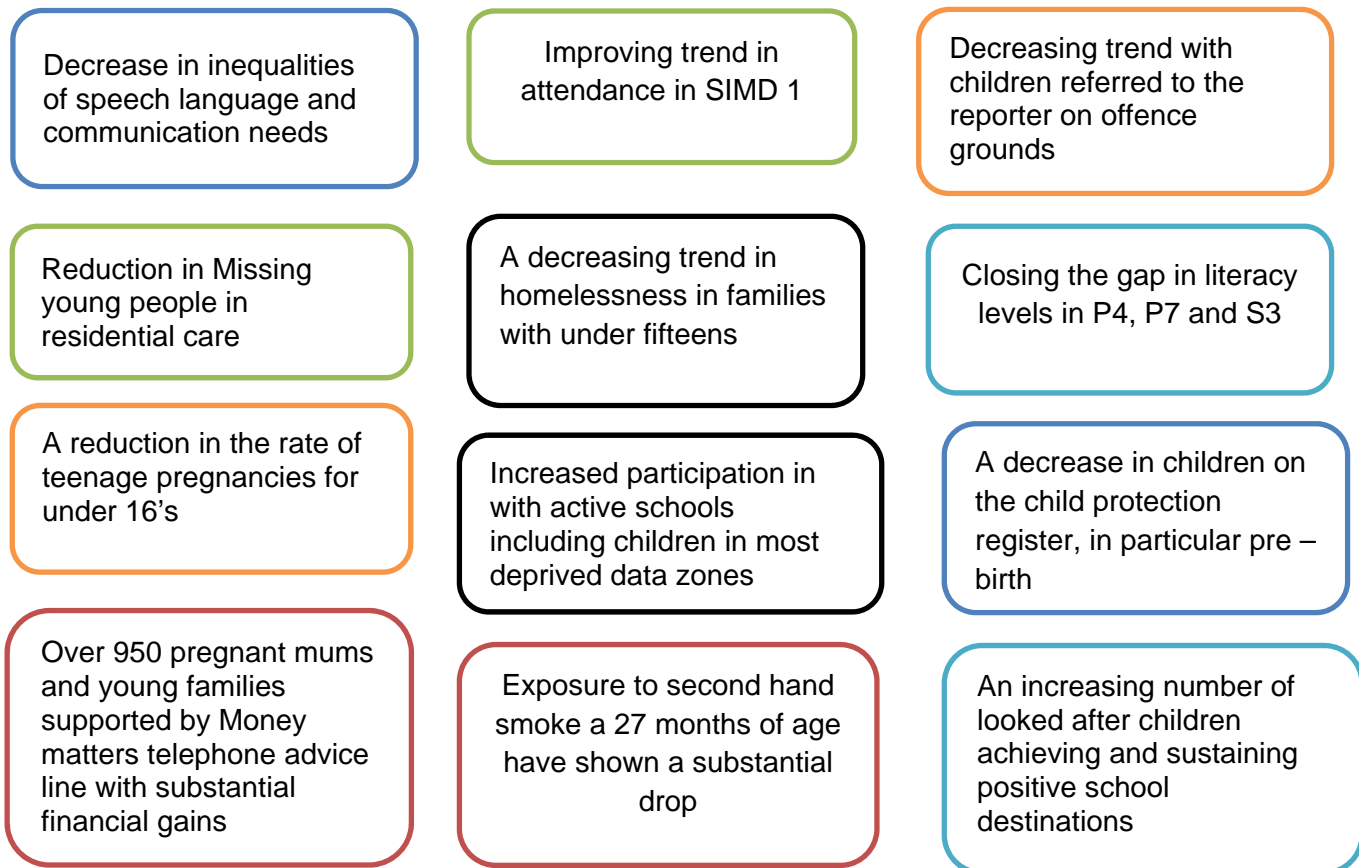 Decrease in inequalities
of speech language and
communication needs
Improving trend in
attendance in SIMD 1
Decreasing trend with
children referred to the
reporter on offence
grounds
Reduction in Missing
young people in
residential care
A decreasing trend in
homelessness in families
with under fifteens
Closing the gap in literacy
levels in P4, P7 and S3
A reduction in the rate of
teenage pregnancies for
under 16’s
Increased participation in
with active schools
including children in most
deprived data zones
A decrease in children on
the child protection
register, in particular pre –
birth
Over 950 pregnant mums
and young families
supported by Money
matters telephone advice
line with substantial
financial gains
Exposure to second hand
smoke a 27 months of age
have shown a substantial
drop
An increasing number of
looked after children
achieving and sustaining
positive school
destinations